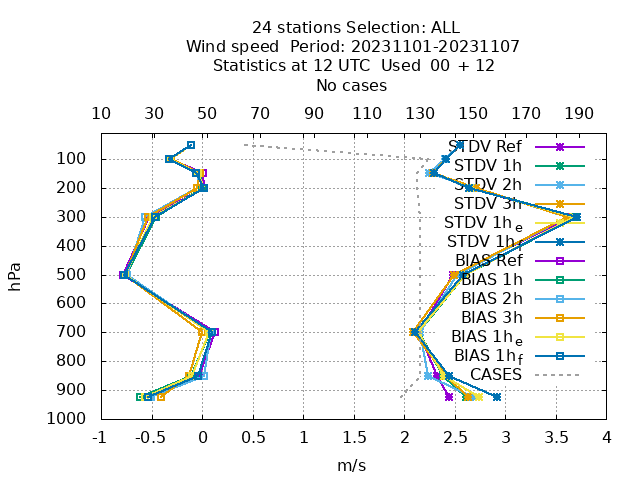 24 stations Selection: ALL
Wind speed  Period: 20231101-20231107
Statistics at 12 UTC  Used  00 + 12
No cases
10 30 50 70 90 110 130 150 170 190
STDV Ref
100
STDV 1h
STDV 2h
200
STDV 3h
300
STDV 1he
STDV 1hf
400
BIAS Ref
500
BIAS 1h
BIAS 2h
600
BIAS 3h
700
BIAS 1he
BIAS 1hf
800
CASES
900
1000
hPa
-1 -0.5 0 0.5 1 1.5 2 2.5 3 3.5 4
m/s